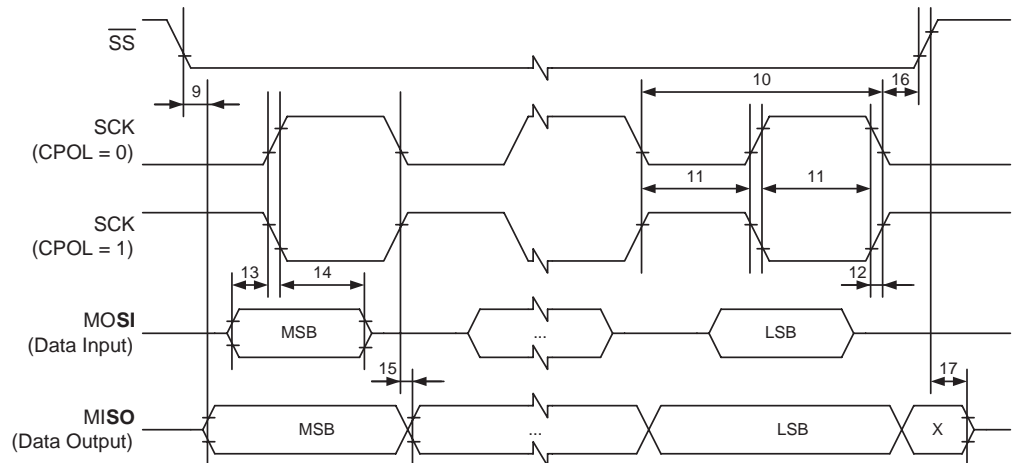 SS
10
16
9
SCK
(CPOL = 0)
11
11
SCK
(CPOL = 1)
13
14
12
MOSI
(Data Input)
MSB
...
LSB
15
17
MISO
(Data Output)
MSB
...
LSB
X